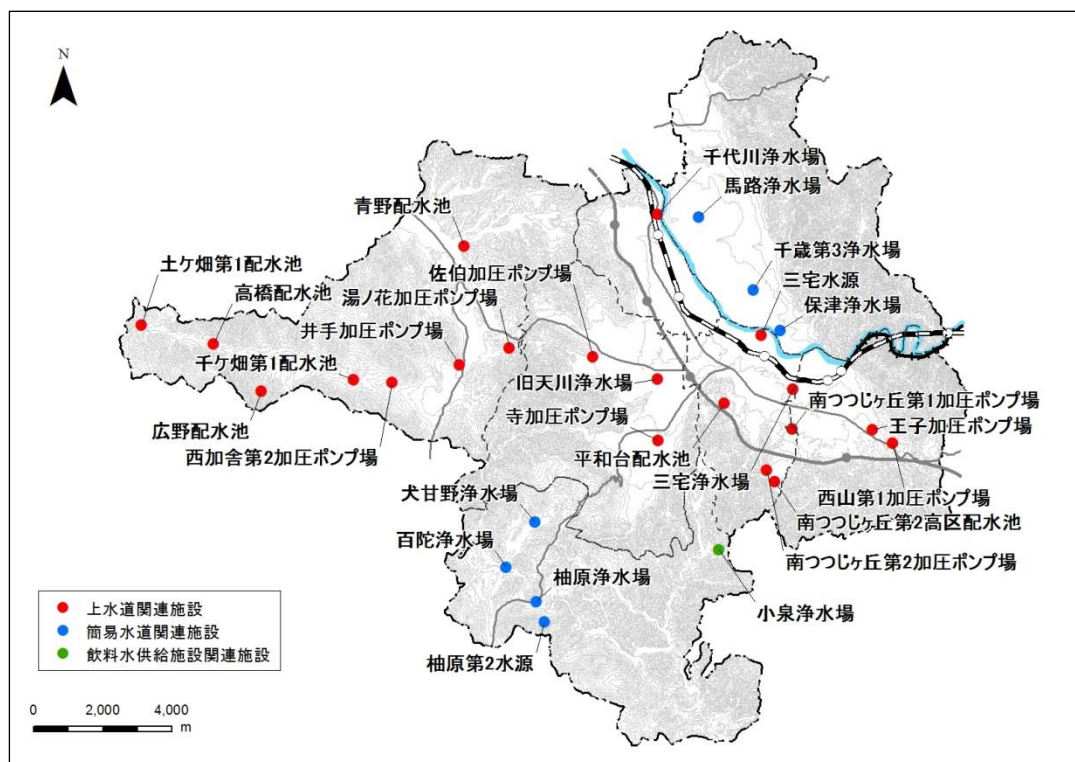 N
千代川浄水場
馬路浄水場
青野配水池
千歳第3浄水場
土ケ畑第1配水池
佐伯加圧ポンプ場
三宅水源
高橋配水池
湯ノ花加圧ポンプ場
保津浄水場
井手加圧ポンプ場
千ケ畑第1配水池
旧天川浄水場
南つつじヶ丘第1加圧ポンプ場
寺加圧ポンプ場
王子加圧ポンプ場
広野配水池
西加舎第2加圧ポンプ場
平和台配水池
三宅浄水場
犬甘野浄水場
西山第1加圧ポンプ場
南つつじヶ丘第2高区配水池
百陀浄水場
南つつじヶ丘第2加圧ポンプ場
柚原浄水場
小泉浄水場
上水道関連施設
簡易水道関連施設
飲料水供給施設関連施設
柚原第2水源
0 2,000 4,000
m